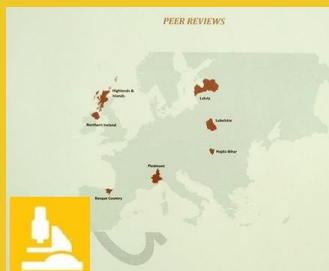 PEER REVIEWS
Highlands &
Islands
Northern Ireland
Latvia
Lubelskie
Hajdú-Bihar
Piedmont
Basque Country